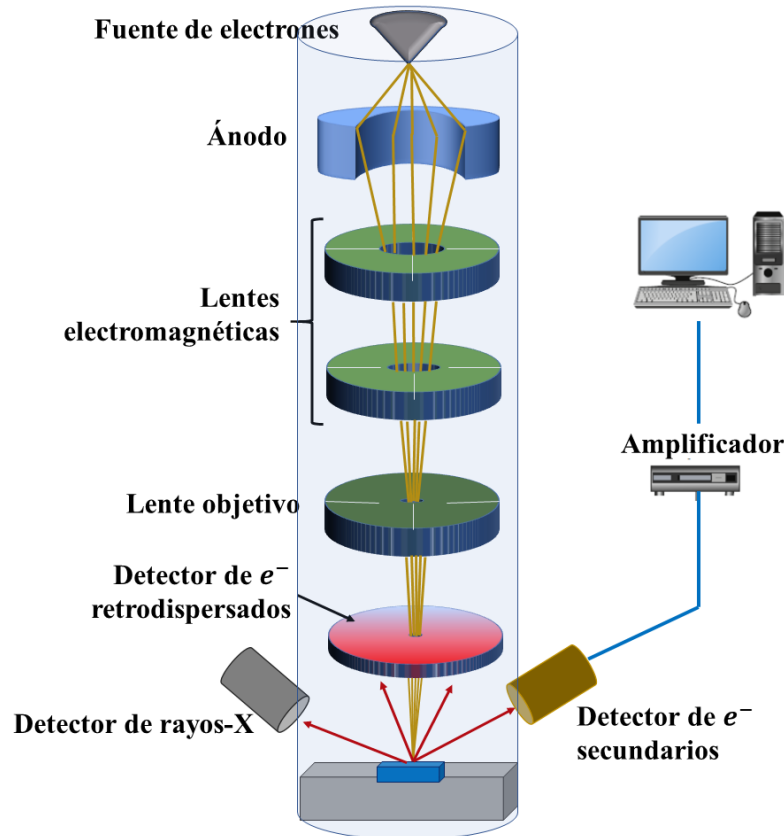 Fuente de electrones
Ánodo
Lentes
electromagnéticas
Amplificador
Lente objetivo
Detector de e⁻
retrodispersados
Detector de rayos-X
Detector de e⁻
secundarios